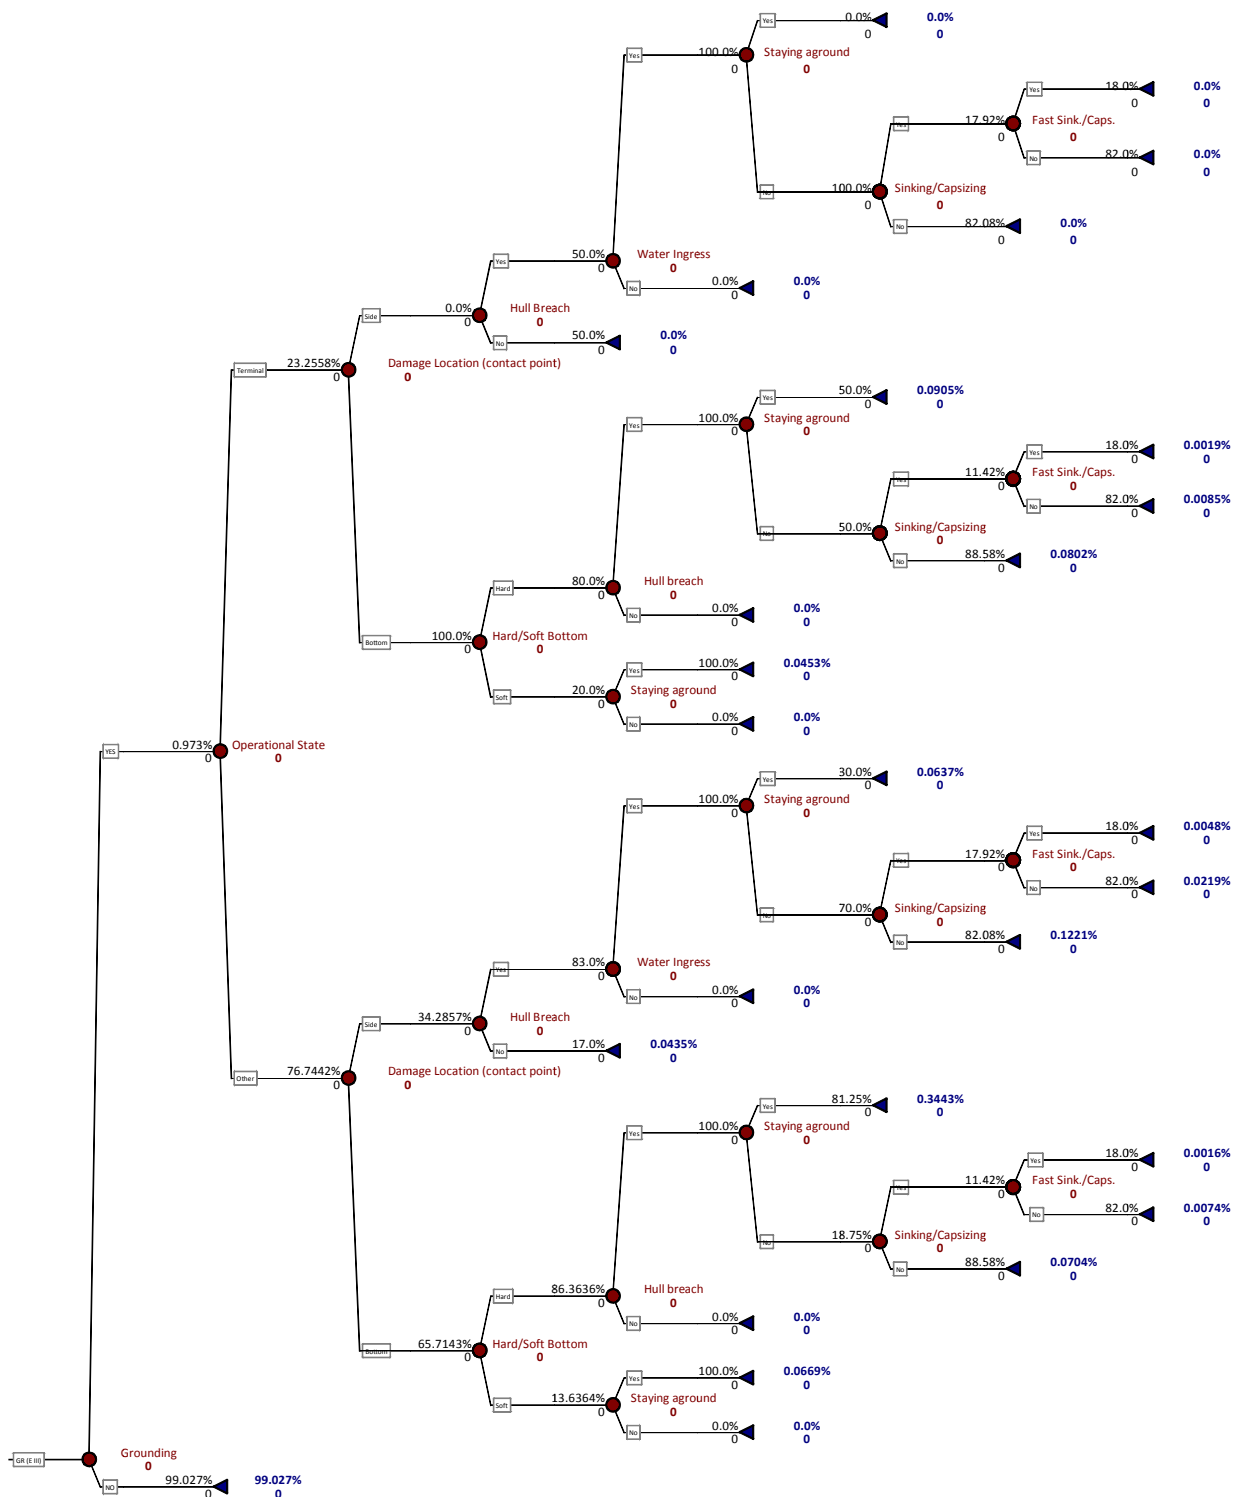 Yes 0.0% 0.0%
0 0
100.0% Staying aground
Yes 0 0
Yes 18.0% 0.0%
0 0
Yes 17.92% Fast Sink./Caps.
0 0
No 82.0% 0.0%
0 0
No 100.0% Sinking/Capsizing
0 0
No 82.08% 0.0%
0 0
Yes 50.0% Water Ingress
0 0
No 0.0% 0.0%
0 0
Side 0.0% Hull Breach
0 0
No 50.0% 0.0%
0 0
Terminal 23.2558% Damage Location (contact point)
0 0
Yes 50.0% 0.0905%
0 0
Yes 100.0% Staying aground
0 0
Yes 18.0% 0.0019%
0 0
Yes 11.42% Fast Sink./Caps.
0 0
No 82.0% 0.0085%
0 0
No 50.0% Sinking/Capsizing
0 0
No 88.58% 0.0802%
0 0
Hard 80.0% Hull breach
0 0
No 0.0% 0.0%
0 0
Bottom 100.0% Hard/Soft Bottom
0 0
Yes 100.0% 0.0453%
0 0
Soft 20.0% Staying aground
0 0
No 0.0% 0.0%
0 0
YES 0.973% Operational State
0 0
Yes 30.0% 0.0637%
0 0
Yes 100.0% Staying aground
0 0
Yes 18.0% 0.0048%
0 0
Yes 17.92% Fast Sink./Caps.
0 0
No 82.0% 0.0219%
0 0
No 70.0% Sinking/Capsizing
0 0
No 82.08% 0.1221%
0 0
Yes 83.0% Water Ingress
0 0
No 0.0% 0.0%
0 0
Side 34.2857% Hull Breach
0 0
No 17.0% 0.0435%
0 0
Other 76.7442% Damage Location (contact point)
0 0
Yes 81.25% 0.3443%
0 0
Yes 100.0% Staying aground
0 0
Yes 18.0% 0.0016%
0 0
Yes 11.42% Fast Sink./Caps.
0 0
No 82.0% 0.0074%
0 0
No 18.75% Sinking/Capsizing
0 0
No 88.58% 0.0704%
0 0
Hard 86.3636% Hull breach
0 0
No 0.0% 0.0%
0 0
Bottom 65.7143% Hard/Soft Bottom
0 0
Yes 100.0% 0.0669%
0 0
Soft 13.6364% Staying aground
0 0
No 0.0% 0.0%
0 0
GR (E III) Grounding
0
NO 99.027% 99.027%
0 0